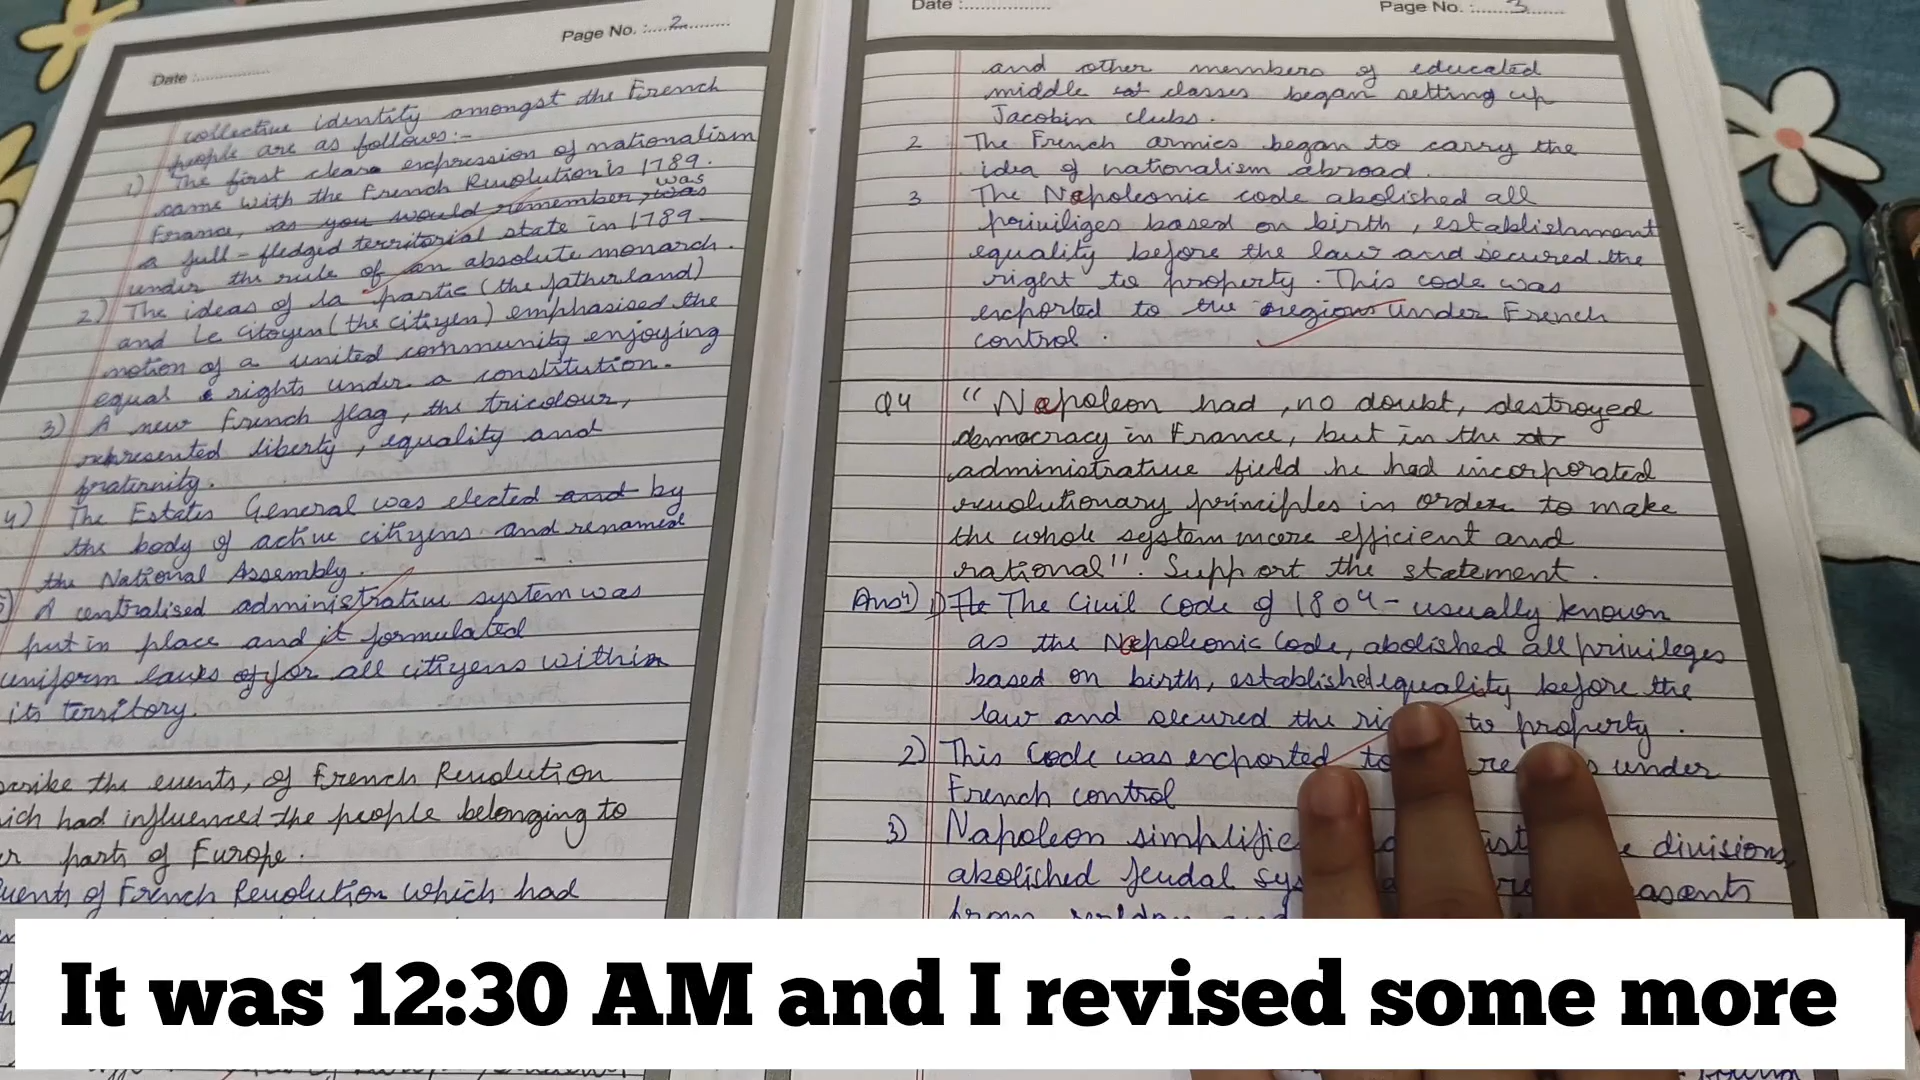 Date :
Page No. : 2
collective identity amongst the French
people are as follows:-
1) The first clear expression of nationalism
came with the French Revolution is 1789.
was
France, as you would remember, was
a full-fledged territorial state in 1789
under the rule of an absolute monarch.
2) The ideas of la partie (the fatherland)
and Le citoyen (the citizen) emphasised the
notion of a united community enjoying
equal rights under a constitution.
3) A new French flag, the tricolour,
represented liberty, equality and
fraternity.
4) The Estates General was elected and by
the body of active citizens and renamed
the National Assembly.
5) A centralised administrative system was
put in place and it formulated
uniform laws of for all citizens within
its territory.
the events, of French Revolution
had influenced the people belonging to
parts of Europe.
of French Revolution which had
Date :
Page No. : 3
and other members of educated
middle classes began setting up
Jacobin clubs.
2 The French armies began to carry the
idea of nationalism abroad.
3 The Napoleonic code abolished all
priviliges based on birth, establishment
equality before the law and secured the
right to property. This code was
exported to the regions under French
control.
Q4 "Napoleon had, no doubt, destroyed
democracy in France, but in the
administrative field he had incorporated
revolutionary principles in order to make
the whole system more efficient and
rational". Support the statement.
Ans4) 1) The Civil Code of 1804 - usually known
as the Napoleonic Code, abolished all privileges
based on birth, established equality before the
law and secured the to property.
2) This Code was exported to under
French control
3) Napoleon divisions,
abolished feudal
It was 12:30 AM and I revised some more